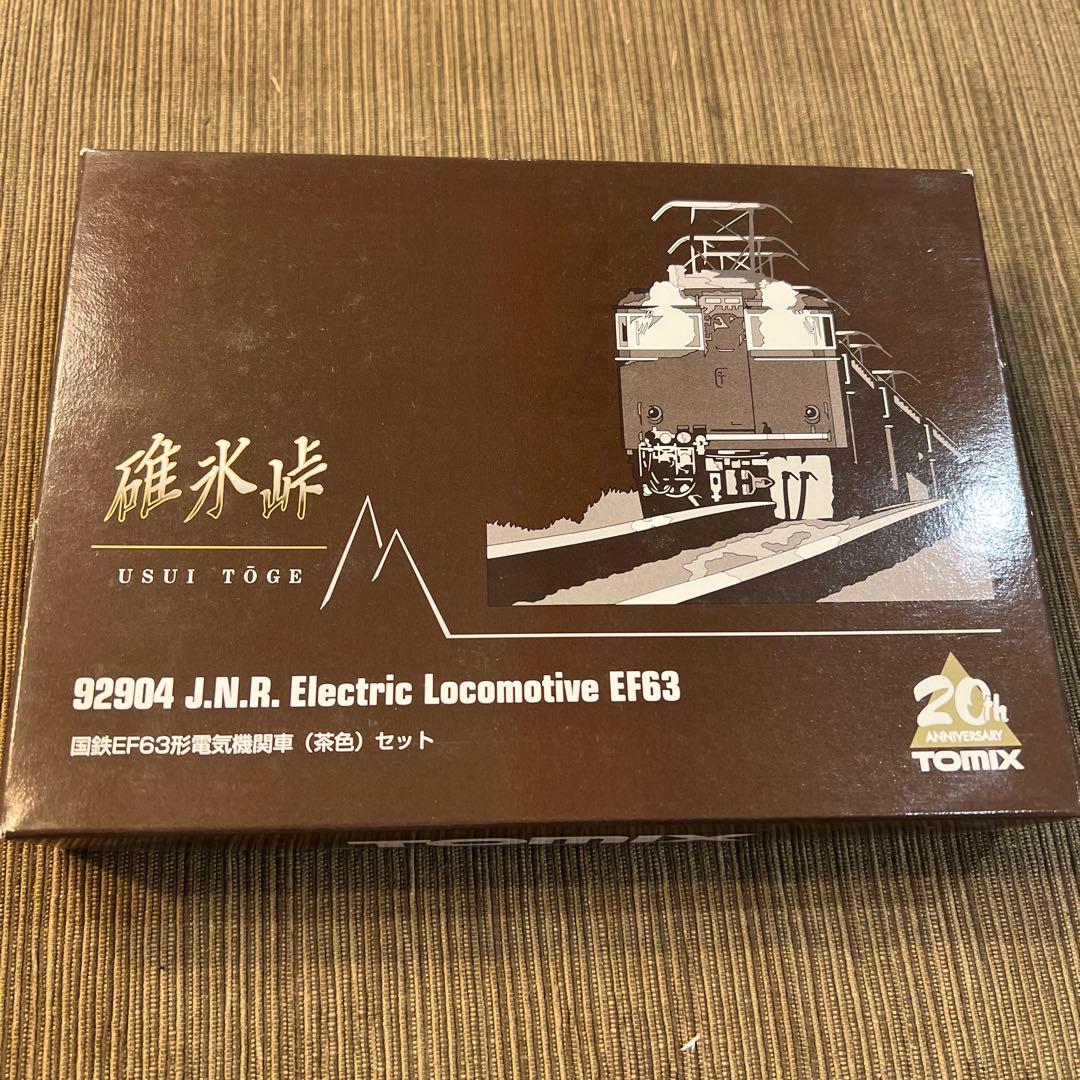 碓氷峠
USUI TŌGE
92904 J.N.R. Electric Locomotive EF63
国鉄EF63形電気機関車（茶色）セット
20th
ANNIVERSARY
TOMIX
TOMIX